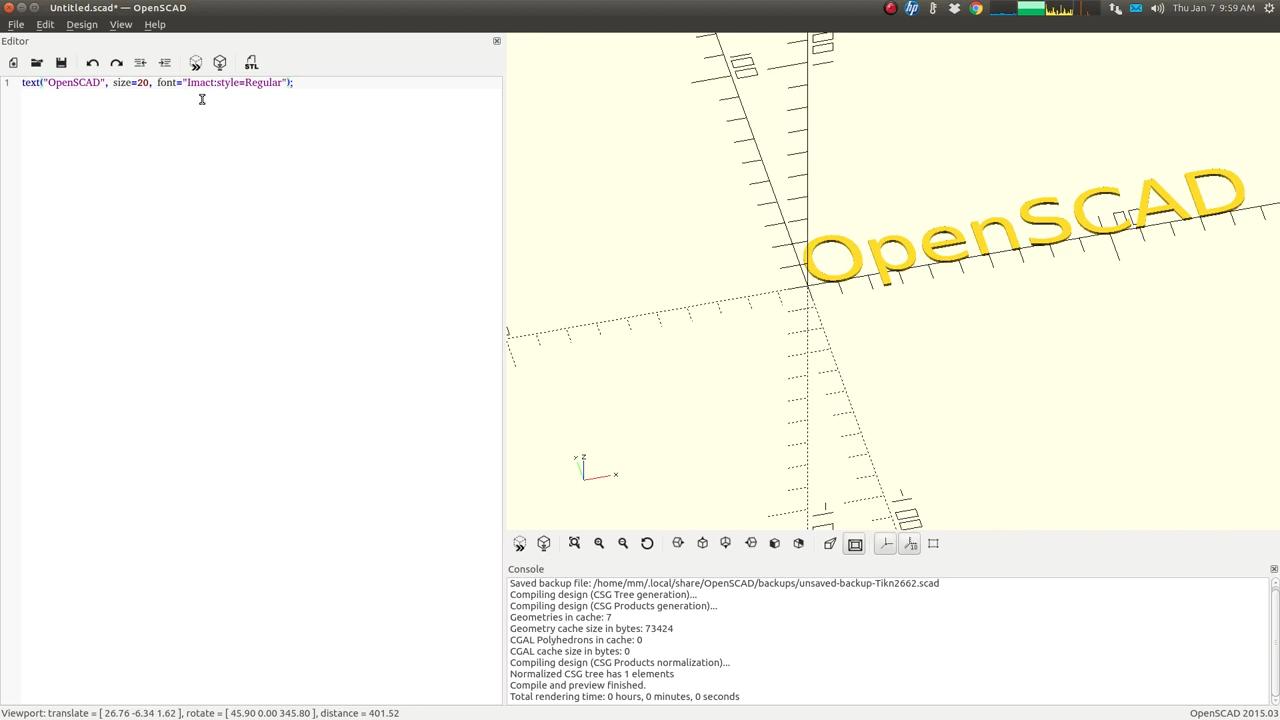 Untitled.scad* — OpenSCAD
Thu Jan 7 9:59 AM
File Edit Design View Help
Editor
STL
1 text("OpenSCAD", size=20, font="Imact:style=Regular");
OpenSCAD
Y Z X
10
Console
Saved backup file: /home/mm/.local/share/OpenSCAD/backups/unsaved-backup-Tikn2662.scad
Compiling design (CSG Tree generation)...
Compiling design (CSG Products generation)...
Geometries in cache: 7
Geometry cache size in bytes: 73424
CGAL Polyhedrons in cache: 0
CGAL cache size in bytes: 0
Compiling design (CSG Products normalization)...
Normalized CSG tree has 1 elements
Compile and preview finished.
Total rendering time: 0 hours, 0 minutes, 0 seconds
Viewport: translate = [ 26.76 -6.34 1.62 ], rotate = [ 45.90 0.00 345.80 ], distance = 401.52
OpenSCAD 2015.03